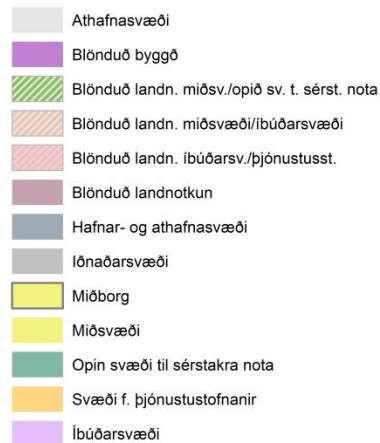 Athafnasvæði
Blönduð byggð
Blönduð landn. miðsv./opið sv. t. sérst. nota
Blönduð landn. miðsvæði/íbúðarsvæði
Blönduð landn. íbúðarsv./þjónustusst.
Blönduð landnotkun
Hafnar- og athafnasvæði
Iðnaðarsvæði
Miðborg
Miðsvæði
Opin svæði til sérstakra nota
Svæði f. þjónustustofnanir
Íbúðarsvæði